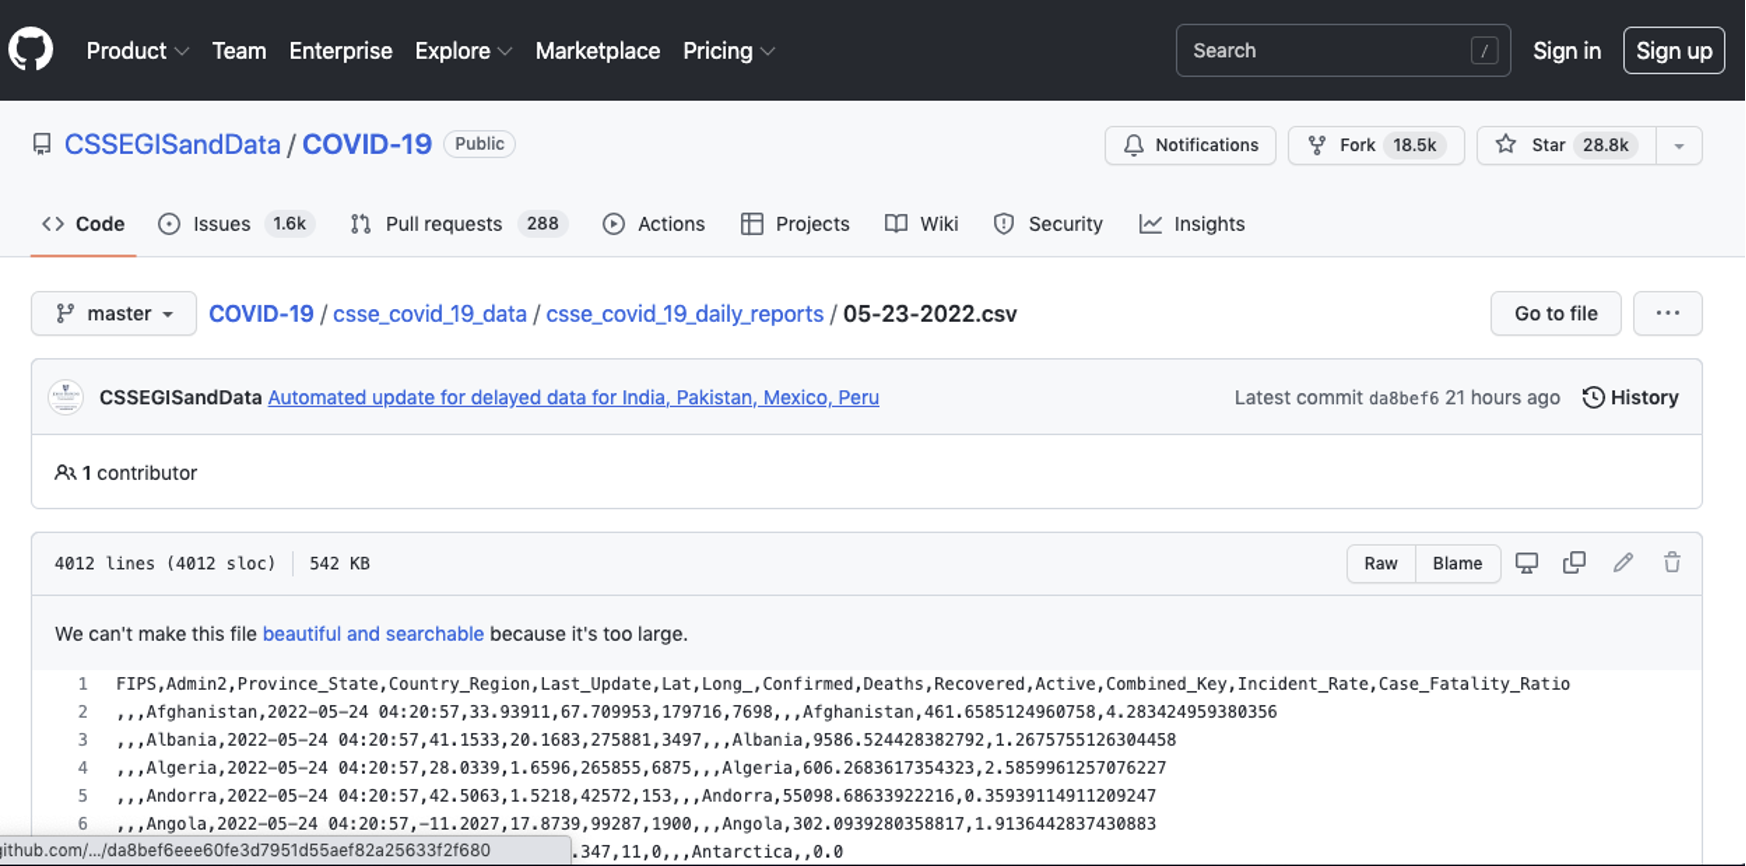 Product Team Enterprise Explore Marketplace Pricing Search / Sign in Sign up
CSSEGISandData / COVID-19 Public Notifications Fork 18.5k Star 28.8k
Code Issues 1.6k Pull requests 288 Actions Projects Wiki Security Insights
master COVID-19 / csse_covid_19_data / csse_covid_19_daily_reports / 05-23-2022.csv Go to file ...
CSSEGISandData Automated update for delayed data for India, Pakistan, Mexico, Peru Latest commit da8bef6 21 hours ago History
1 contributor
4012 lines (4012 sloc) 542 KB Raw Blame
We can't make this file beautiful and searchable because it's too large.
1 FIPS,Admin2,Province_State,Country_Region,Last_Update,Lat,Long_,Confirmed,Deaths,Recovered,Active,Combined_Key,Incident_Rate,Case_Fatality_Ratio
2 ,,,Afghanistan,2022-05-24 04:20:57,33.93911,67.709953,179716,7698,,,Afghanistan,461.6585124960758,4.283424959380356
3 ,,,Albania,2022-05-24 04:20:57,41.1533,20.1683,275881,3497,,,Albania,9586.524428382792,1.2675755126304458
4 ,,,Algeria,2022-05-24 04:20:57,28.0339,1.6596,265855,6875,,,Algeria,606.2683617354323,2.5859961257076227
5 ,,,Andorra,2022-05-24 04:20:57,42.5063,1.5218,42572,153,,,Andorra,55098.68633922216,0.35939114911209247
6 ,,,Angola,2022-05-24 04:20:57,-11.2027,17.8739,99287,1900,,,Angola,302.0939280358817,1.9136442837430883
github.com/.../da8bef6eee60fe3d7951d55aef82a25633f2f680 .347,11,0,,,Antarctica,,0.0